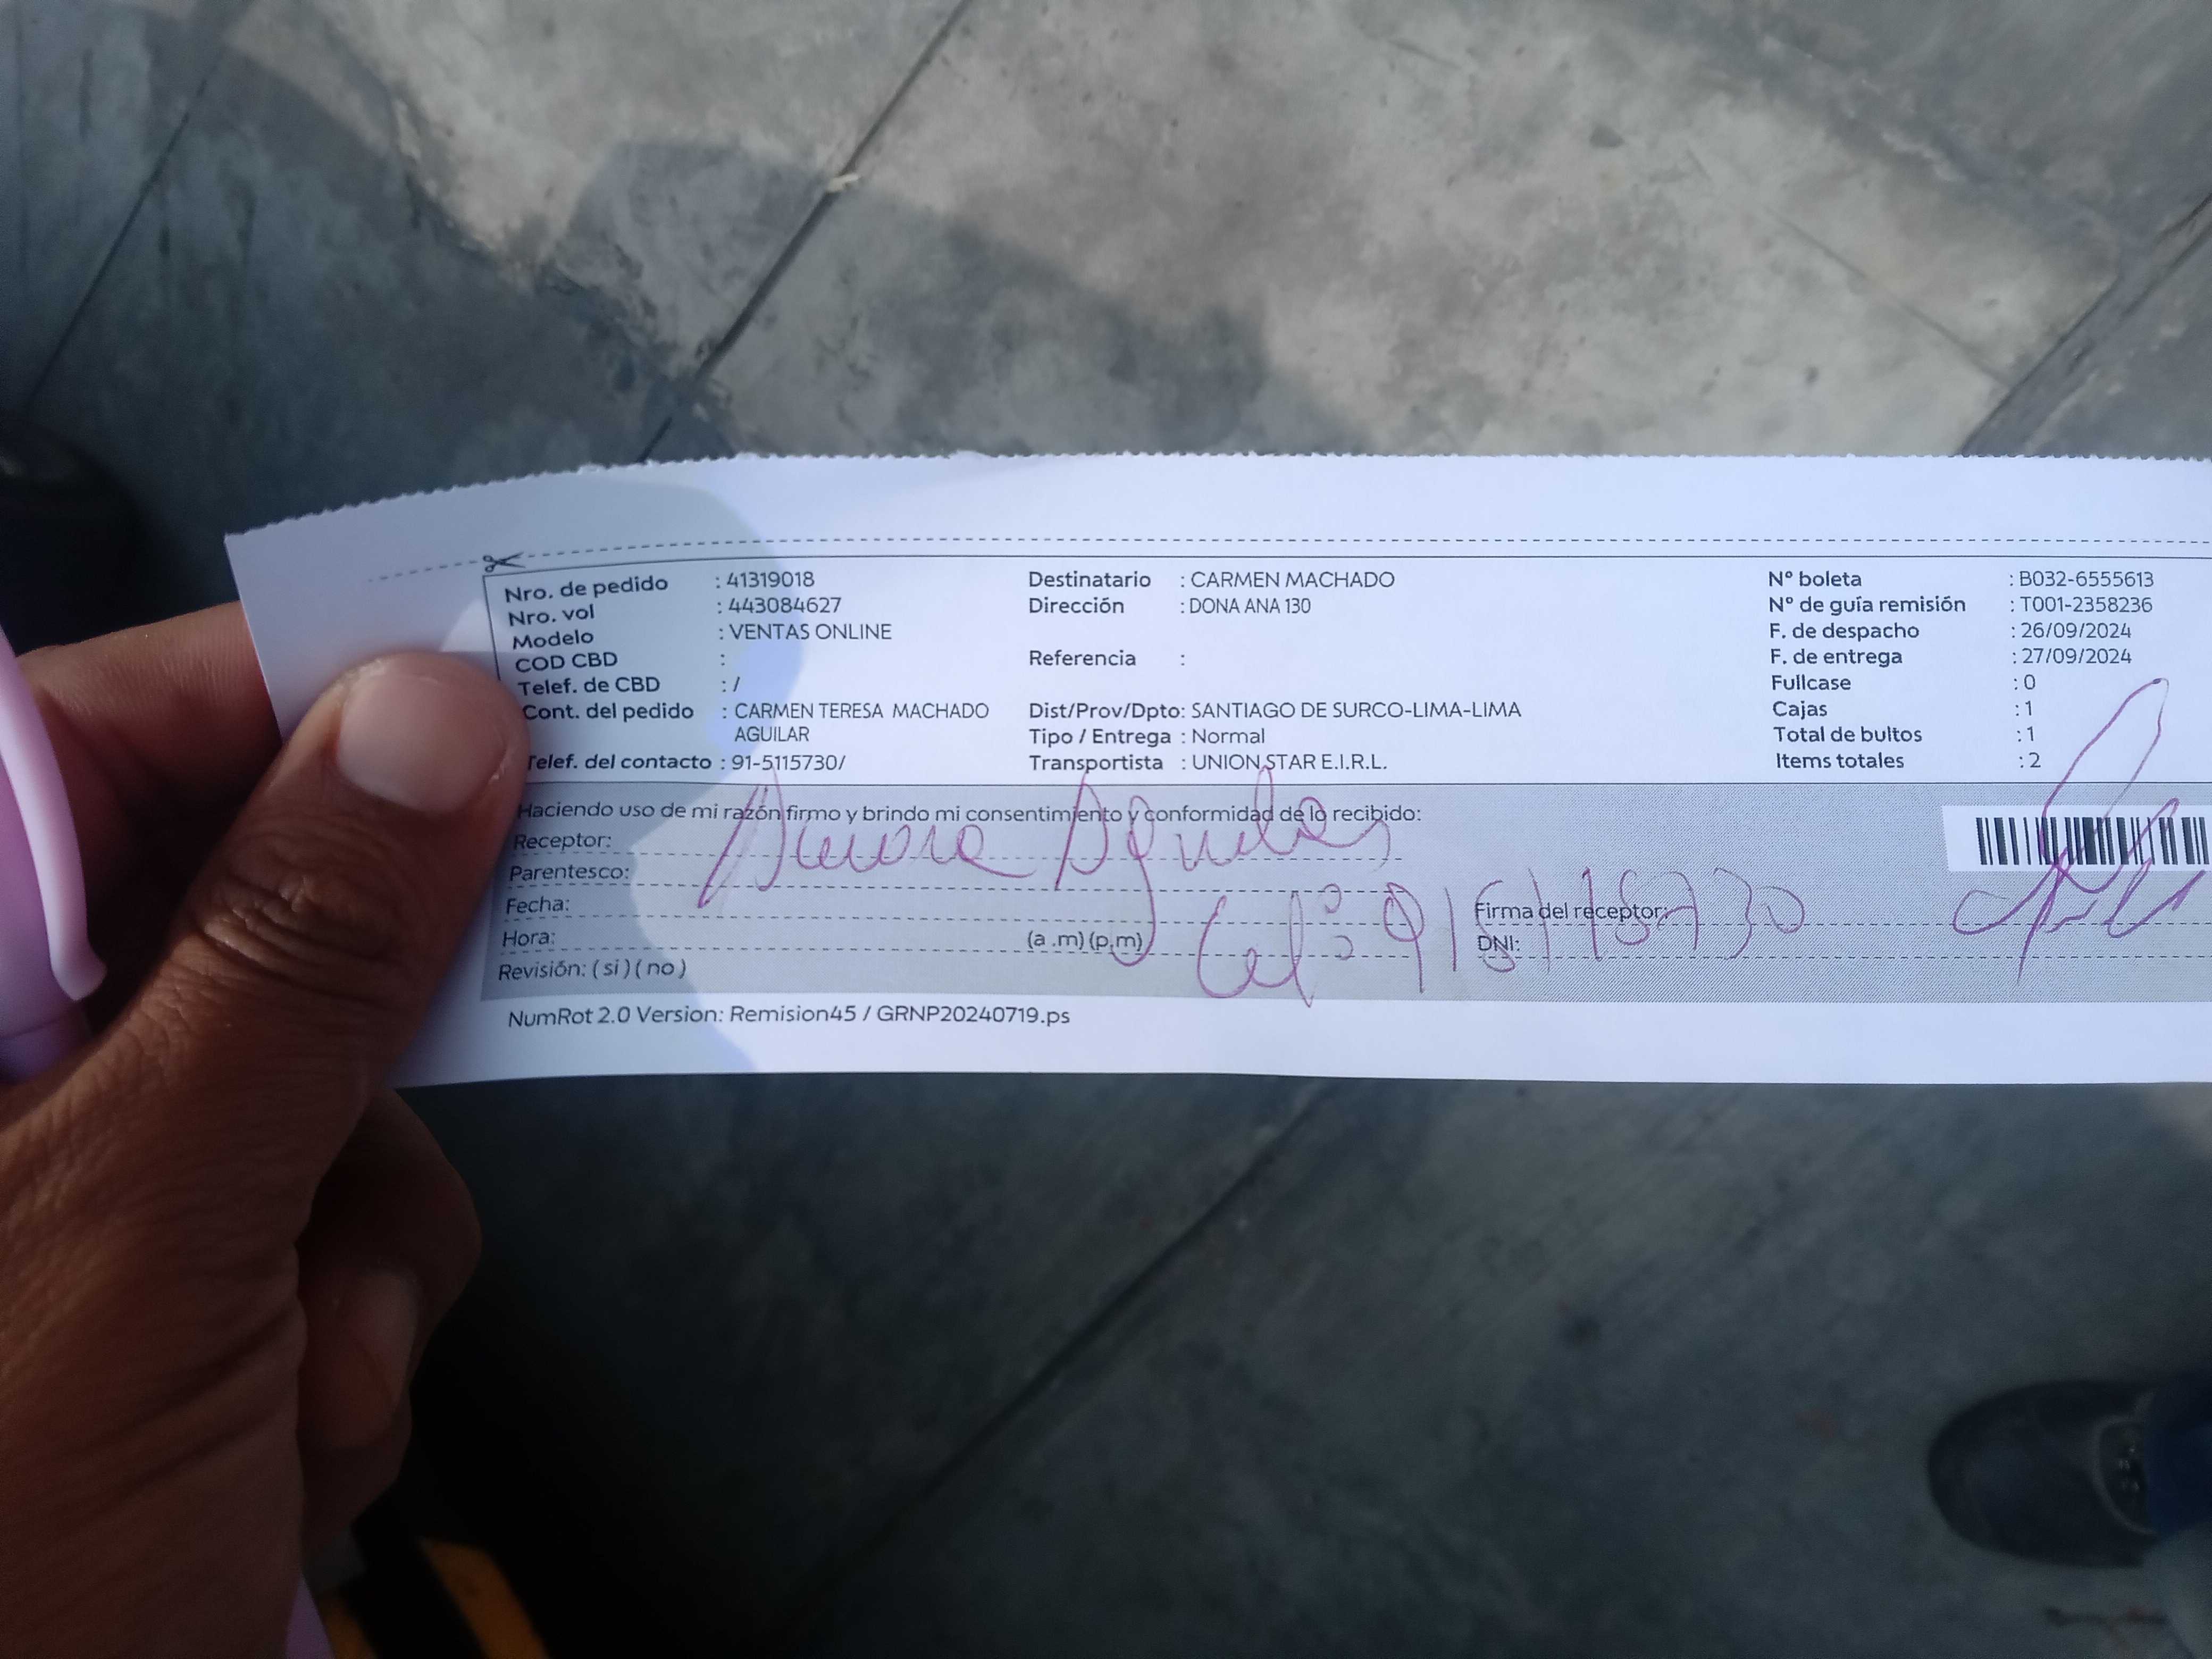 Nro. de pedido : 41319018
Nro. vol : 443084627
Modelo : VENTAS ONLINE
COD CBD :
Telef. de CBD : /
Cont. del pedido : CARMEN TERESA MACHADO
AGUILAR
Telef. del contacto : 91-5115730/
Destinatario : CARMEN MACHADO
Dirección : DONA ANA 130
Referencia :
Dist/Prov/Dpto: SANTIAGO DE SURCO-LIMA-LIMA
Tipo / Entrega : Normal
Transportista : UNION STAR E.I.R.L.
Nº boleta : B032-6555613
Nº de guía remisión : T001-2358236
F. de despacho : 26/09/2024
F. de entrega : 27/09/2024
Fullcase : 0
Cajas : 1
Total de bultos : 1
Items totales : 2
Haciendo uso de mi razón firmo y brindo mi consentimiento y conformidad de lo recibido:
Receptor:
Parentesco:
Fecha:
Hora: (a .m) (p.m)
Revisión: ( si ) ( no )
Cel: 915115730
Firma del receptor:
DNI:
NumRot 2.0 Version: Remision45 / GRNP20240719.ps